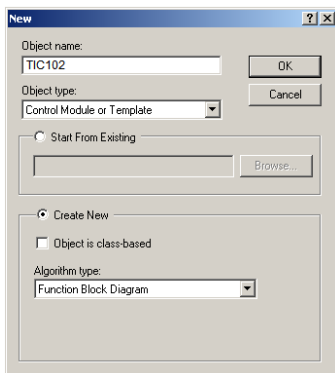 New
Object name:
TIC102
OK
Object type:
Cancel
Control Module or Template
Start From Existing
Browse...
Create New
Object is class-based
Algorithm type:
Function Block Diagram